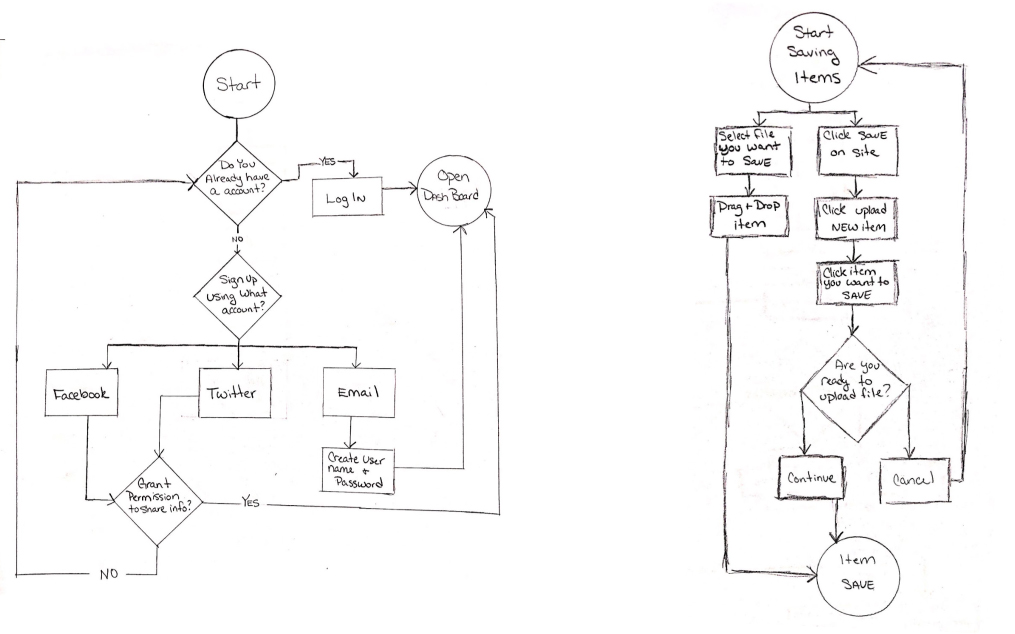 Start
Do You
Already have
a account?
YES
Log IN
Open
DASH BOARD
NO
Sign up
using what
account?
Facebook
Twitter
Email
Create User
name +
Password
Grant
Permission
to share info?
YES
NO
Start
Saving
Items
Select file
you want
to SAVE
Click SAVE
on Site
Drag + Drop
item
Click upload
NEW item
Click item
you want to
SAVE
Are you
ready to
upload file?
Continue
Cancel
Item
SAVE